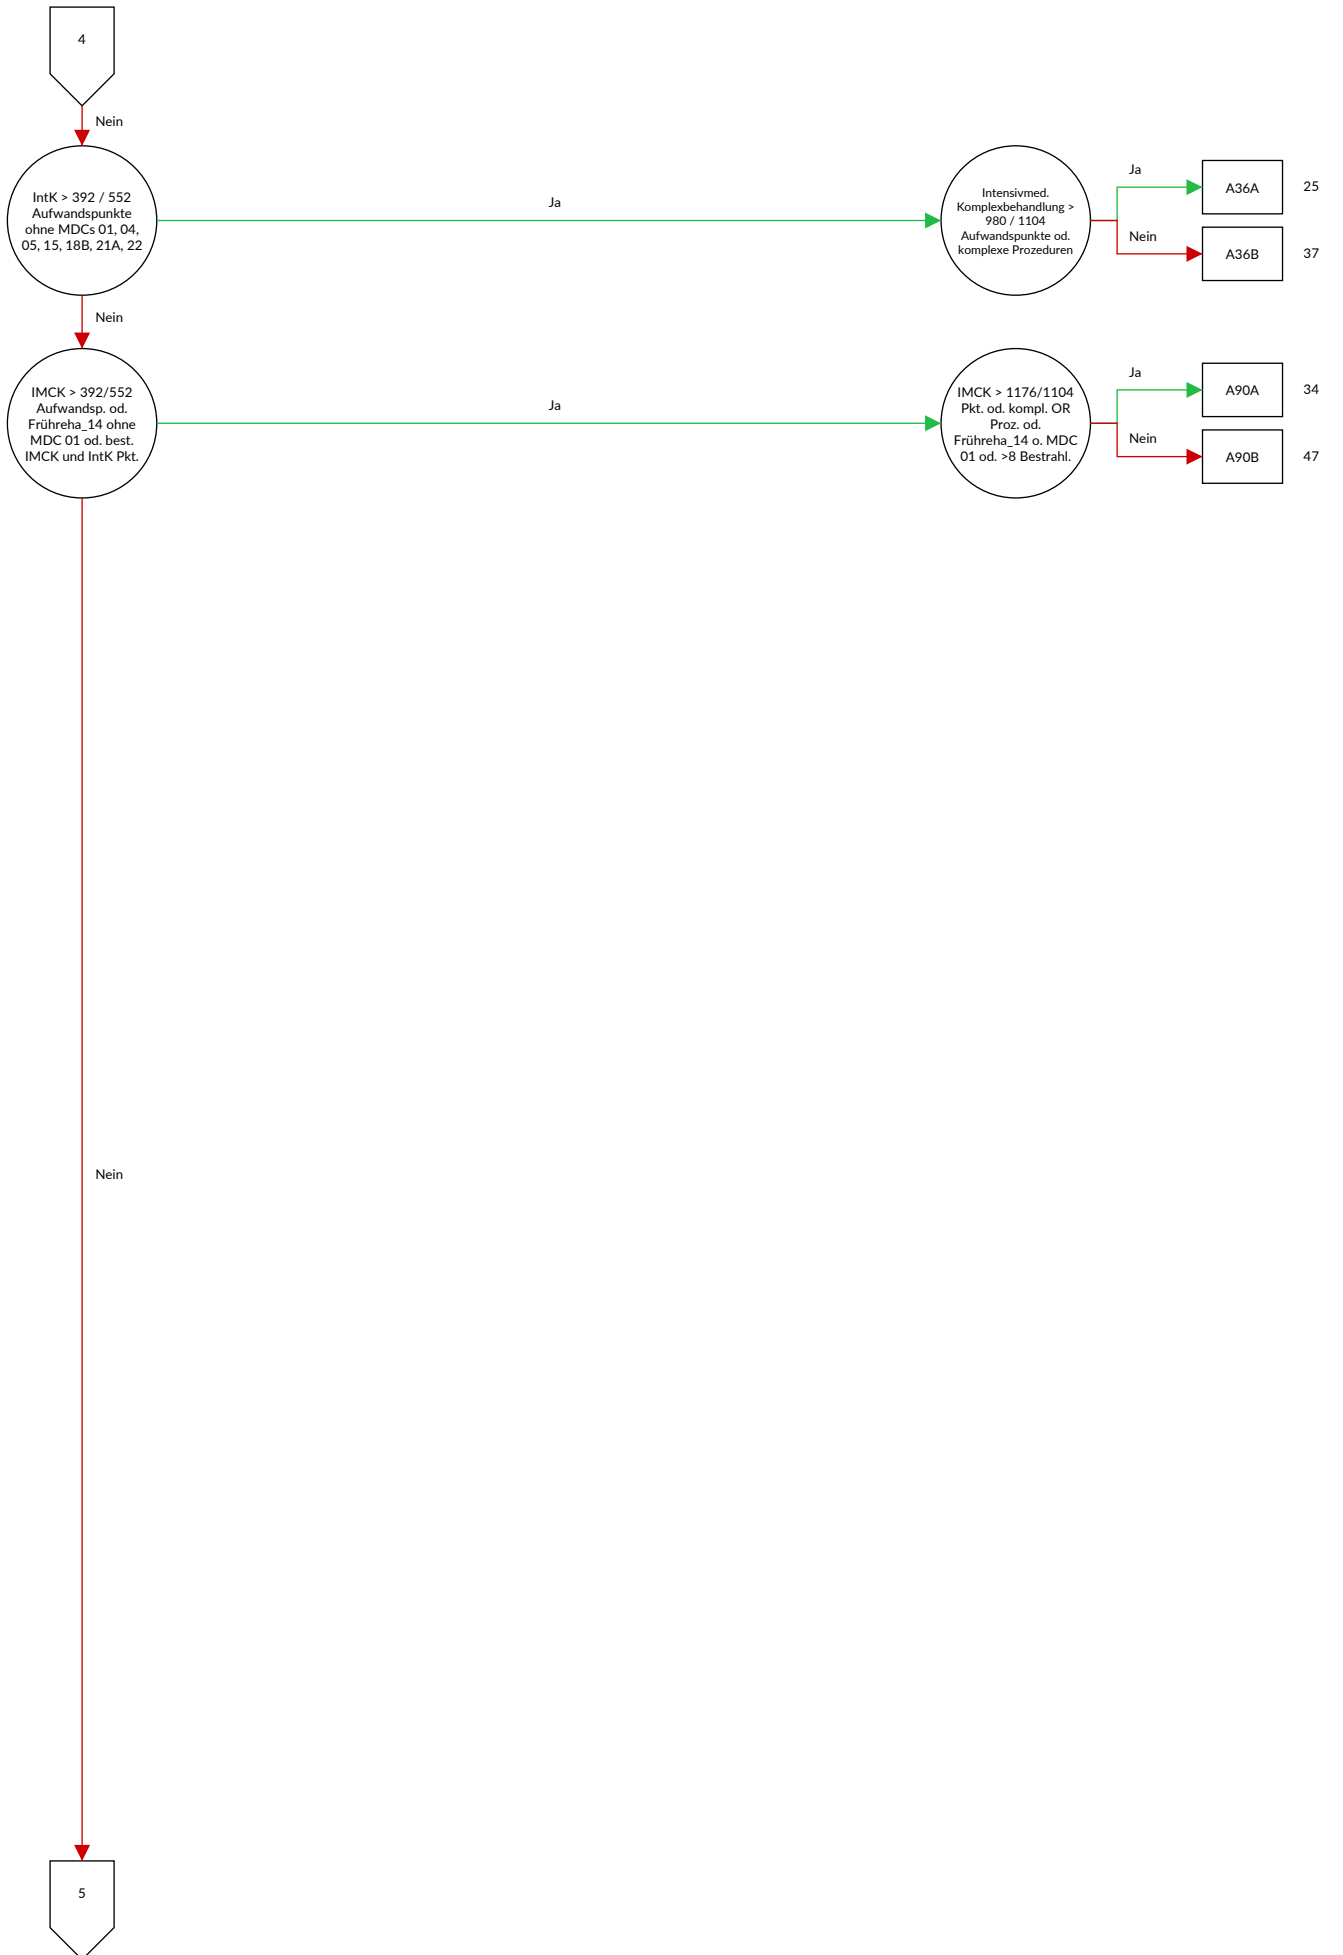 4
Nein
IntK > 392 / 552
Aufwandspunkte
ohne MDCs 01, 04,
05, 15, 18B, 21A, 22
Ja
Intensivmed.
Komplexbehandlung >
980 / 1104
Aufwandspunkte od.
komplexe Prozeduren
Ja
A36A
25
Nein
A36B
37
Nein
IMCK > 392/552
Aufwandsp. od.
Frühreha_14 ohne
MDC 01 od. best.
IMCK und IntK Pkt.
Ja
IMCK > 1176/1104
Pkt. od. kompl. OR
Proz. od.
Frühreha_14 o. MDC
01 od. >8 Bestrahl.
Ja
A90A
34
Nein
A90B
47
Nein
5